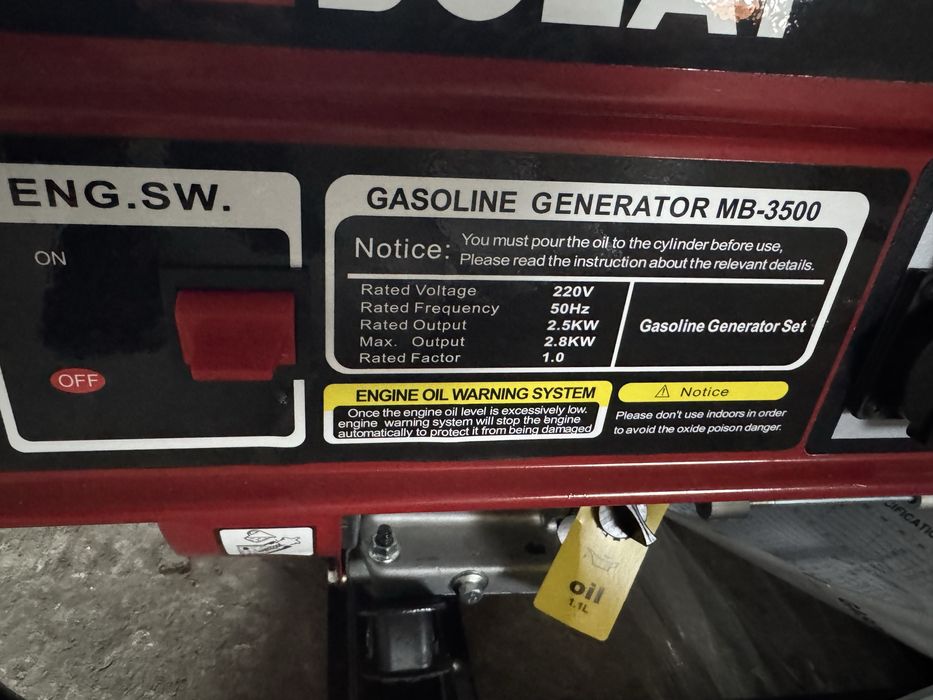 ENG.SW.
ON
OFF
GASOLINE GENERATOR MB-3500
Notice: You must pour the oil to the cylinder before use,
Please read the instruction about the relevant details.
Rated Voltage 220V
Rated Frequency 50Hz
Rated Output 2.5KW
Max. Output 2.8KW
Rated Factor 1.0
Gasoline Generator Set
ENGINE OIL WARNING SYSTEM
Once the engine oil level is excessively low.
engine warning system will stop the engine
automatically to protect it from being damaged
Notice
Please don't use indoors in order
to avoid the oxide poison danger.
oil
1.1L